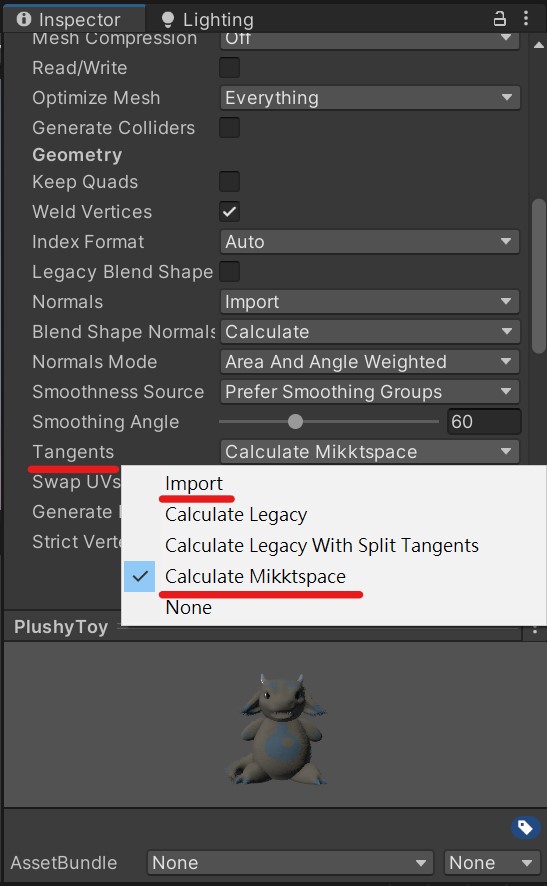 Inspector Lighting
Mesh Compression Off
Read/Write
Optimize Mesh Everything
Generate Colliders
Geometry
Keep Quads
Weld Vertices
Index Format Auto
Legacy Blend Shape
Normals Import
Blend Shape Normals Calculate
Normals Mode Area And Angle Weighted
Smoothness Source Prefer Smoothing Groups
Smoothing Angle 60
Tangents Calculate Mikktspace
Swap UVs
Import
Generate
Calculate Legacy
Strict Verte
Calculate Legacy With Split Tangents
Calculate Mikktspace
None
PlushyToy
AssetBundle None None